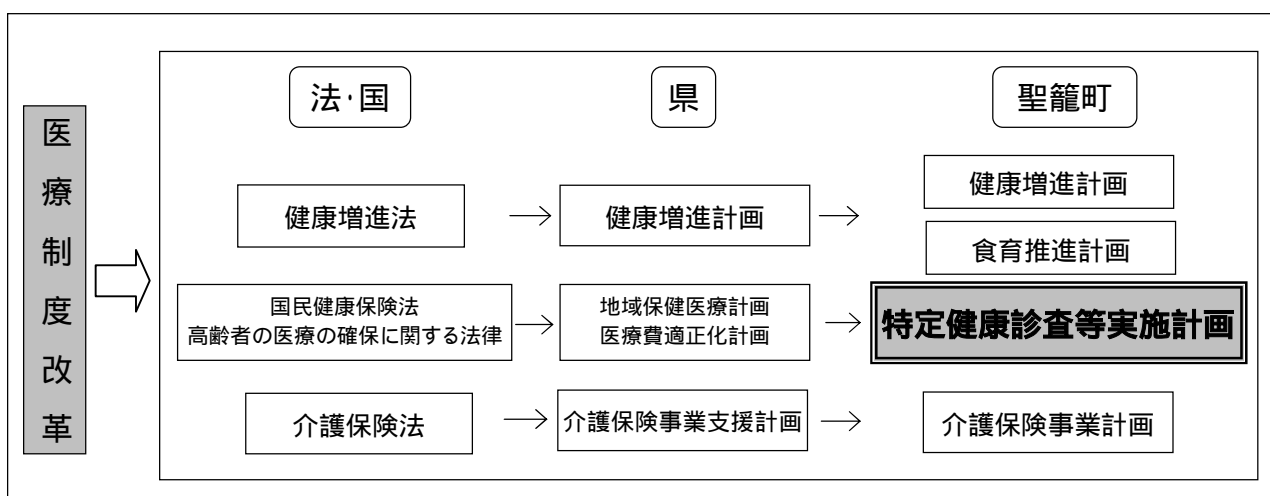 医療制度改革
法・国
県
聖籠町
健康増進法
健康増進計画
健康増進計画
食育推進計画
国民健康保険法
高齢者の医療の確保に関する法律
地域保健医療計画
医療費適正化計画
特定健康診査等実施計画
介護保険法
介護保険事業支援計画
介護保険事業計画